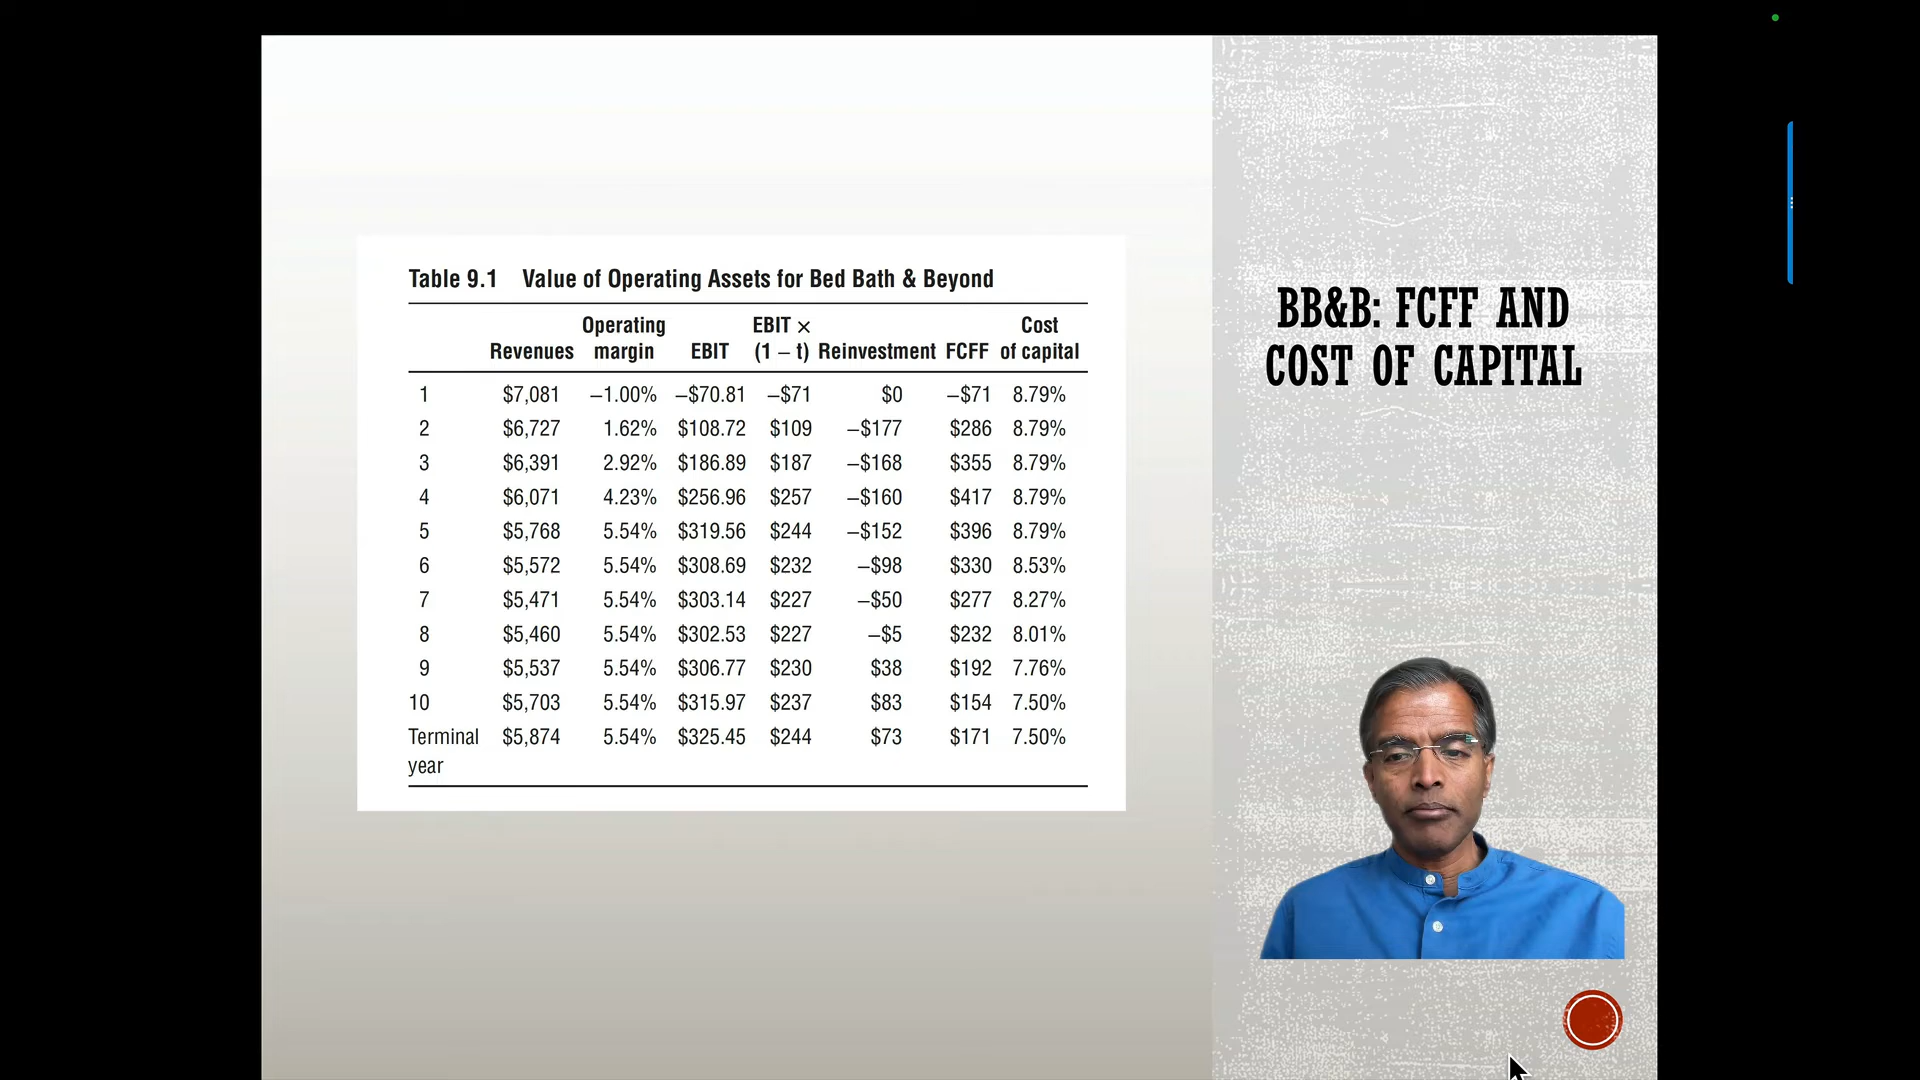 Table 9.1 Value of Operating Assets for Bed Bath & Beyond
Operating EBIT × Cost
Revenues margin EBIT (1 – t) Reinvestment FCFF of capital
1 $7,081 –1.00% –$70.81 –$71 $0 –$71 8.79%
2 $6,727 1.62% $108.72 $109 –$177 $286 8.79%
3 $6,391 2.92% $186.89 $187 –$168 $355 8.79%
4 $6,071 4.23% $256.96 $257 –$160 $417 8.79%
5 $5,768 5.54% $319.56 $244 –$152 $396 8.79%
6 $5,572 5.54% $308.69 $232 –$98 $330 8.53%
7 $5,471 5.54% $303.14 $227 –$50 $277 8.27%
8 $5,460 5.54% $302.53 $227 –$5 $232 8.01%
9 $5,537 5.54% $306.77 $230 $38 $192 7.76%
10 $5,703 5.54% $315.97 $237 $83 $154 7.50%
Terminal $5,874 5.54% $325.45 $244 $73 $171 7.50%
year
BB&B: FCFF AND
COST OF CAPITAL